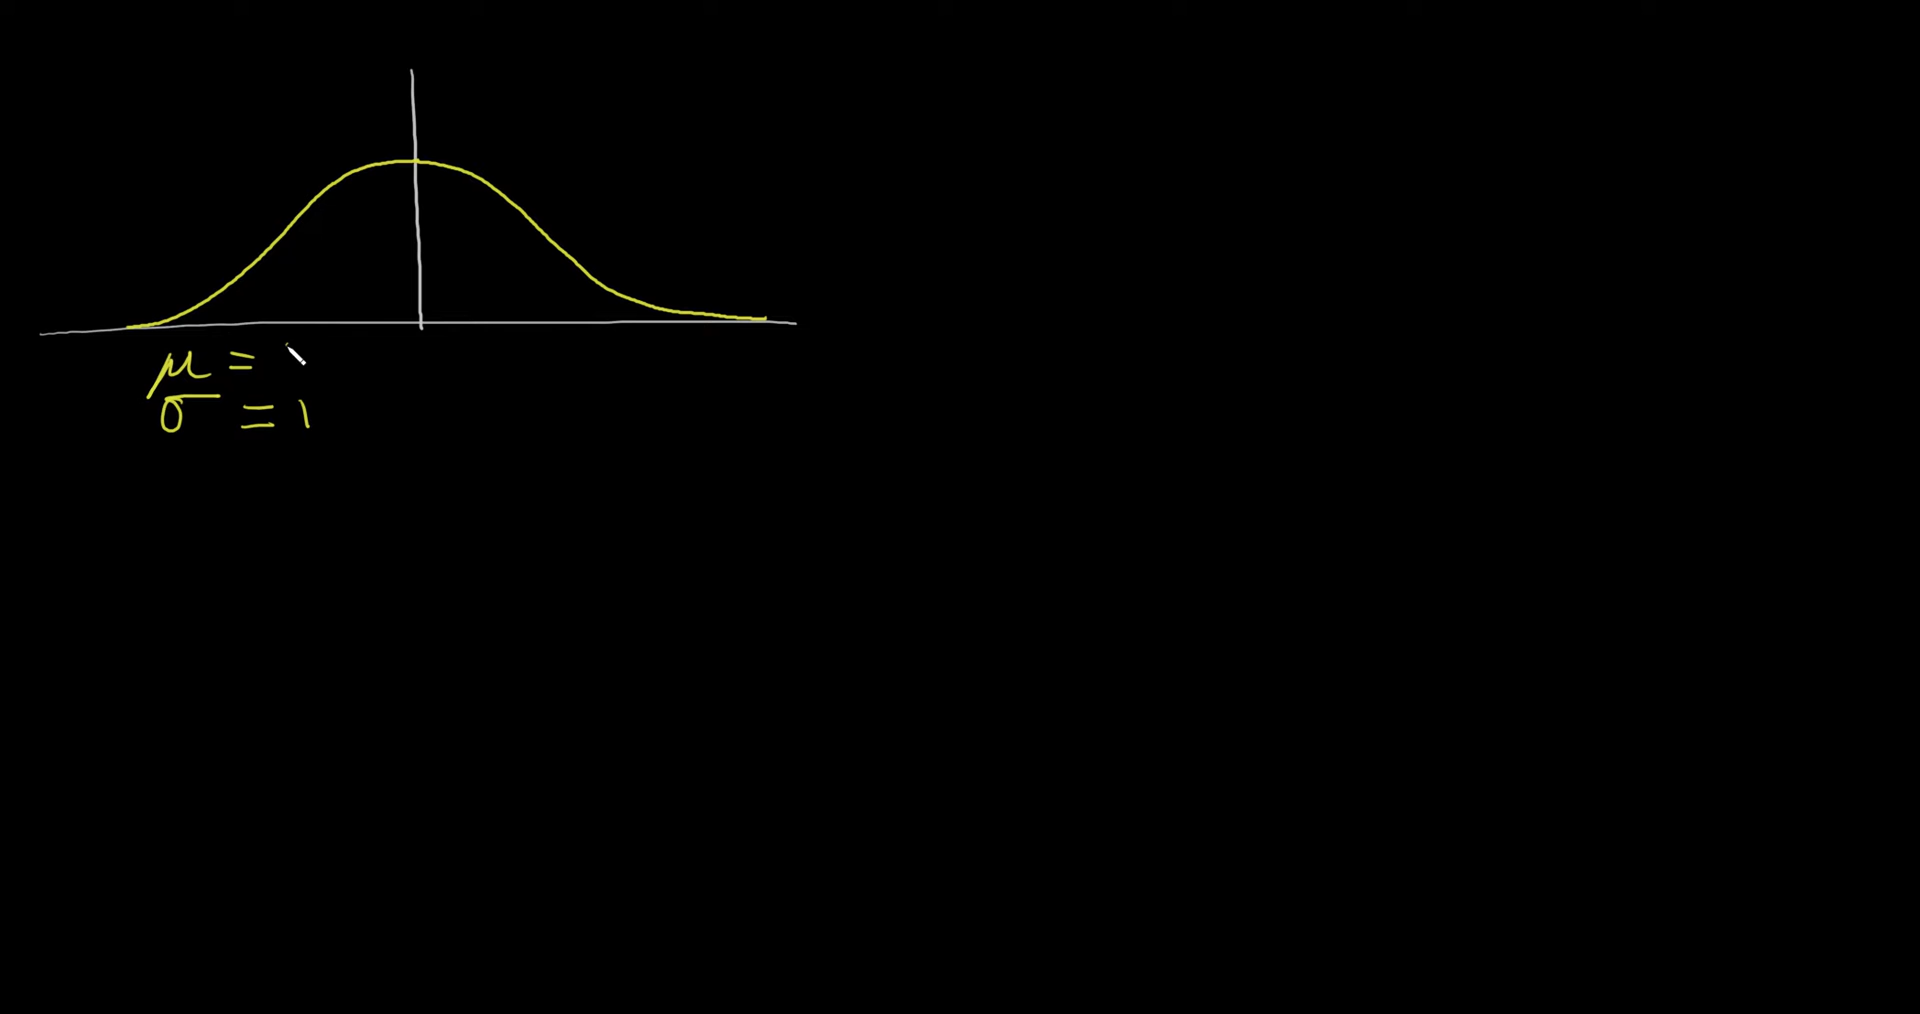 μ =
σ = 1